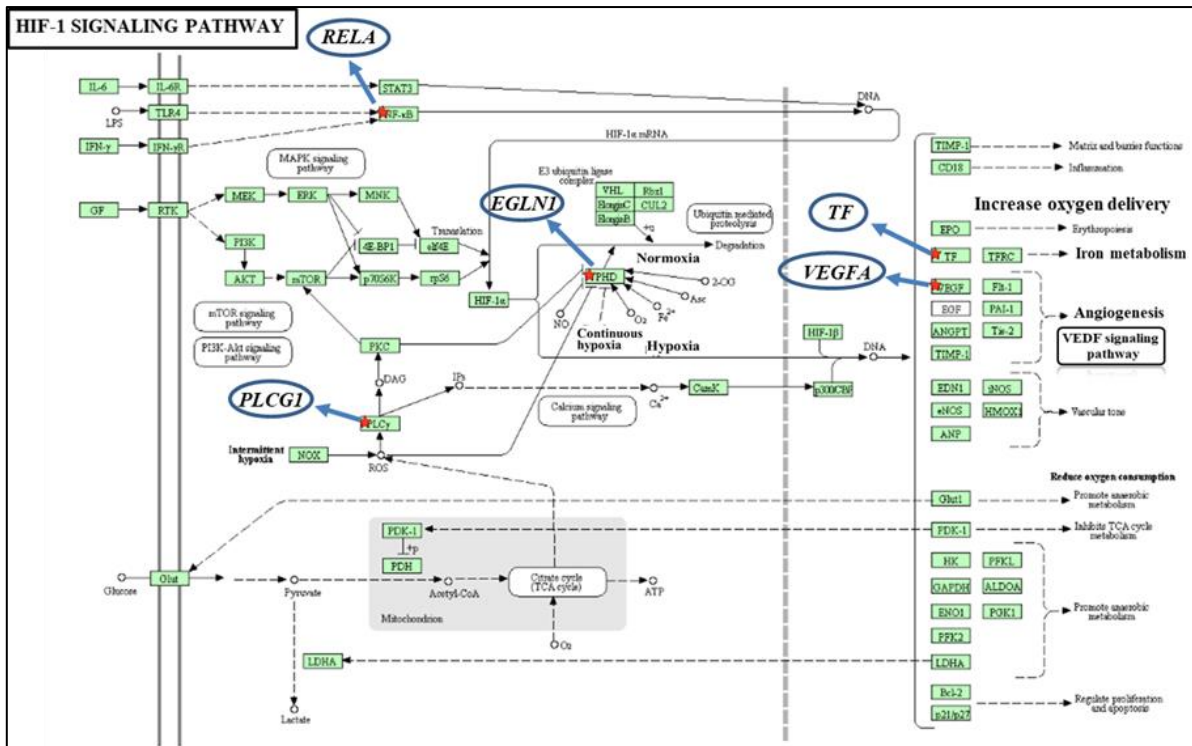 HIF-1 SIGNALING PATHWAY
RELA
IL-6
IL-6R
STAT3
DNA
LPS
TLR4
NF-κB
IFN-γ
IFN-γR
HIF-1α mRNA
MAPK signaling
pathway
E3 ubiquitin ligase
complex
VHL
Rbx1
ElonginC
CUL2
ElonginB
+u
Ubiquitin mediated
proteolysis
Degradation
GF
RTK
MEK
ERK
MNK
Translation
PI3K
4E-BP1
eIf4E
AKT
mTOR
p70S6K
rpS6
HIF-1α
EGLN1
Normoxia
PHD
2-OG
Asc
Fe2+
O2
NO
Continuous
hypoxia
Hypoxia
mTOR signaling
pathway
PI3K-Akt signaling
pathway
PKC
DAG
IP3
PLCG1
PLCγ
Calcium signaling
pathway
Ca2+
CamK
HIF-1β
p300/CBP
DNA
Intermittent
hypoxia
NOX
ROS
TIMP-1
Matrix and barrier functions
CD18
Inflammation
Increase oxygen delivery
EPO
Erythropoiesis
TF
TF
TFRC
Iron metabolism
VEGFA
VEGF
Flt-1
EGF
PAI-1
Angiogenesis
ANGPT
Tie-2
VEDF signaling
pathway
TIMP-1
EDN1
iNOS
eNOS
HMOX1
Vascular tone
ANP
Reduce oxygen consumption
Glut1
Promote anaerobic
metabolism
PDK-1
Inhibits TCA cycle
metabolism
HK
PFKL
GAPDH
ALDOA
ENO1
PGK1
Promote anaerobic
metabolism
PFK2
LDHA
Bcl-2
Regulate proliferation
and apoptosis
p21/p27
PDK-1
+p
PDH
Citrate cycle
(TCA cycle)
ATP
Acetyl-CoA
Mitochondrion
O2
Glucose
Glut
Pyruvate
LDHA
Lactate